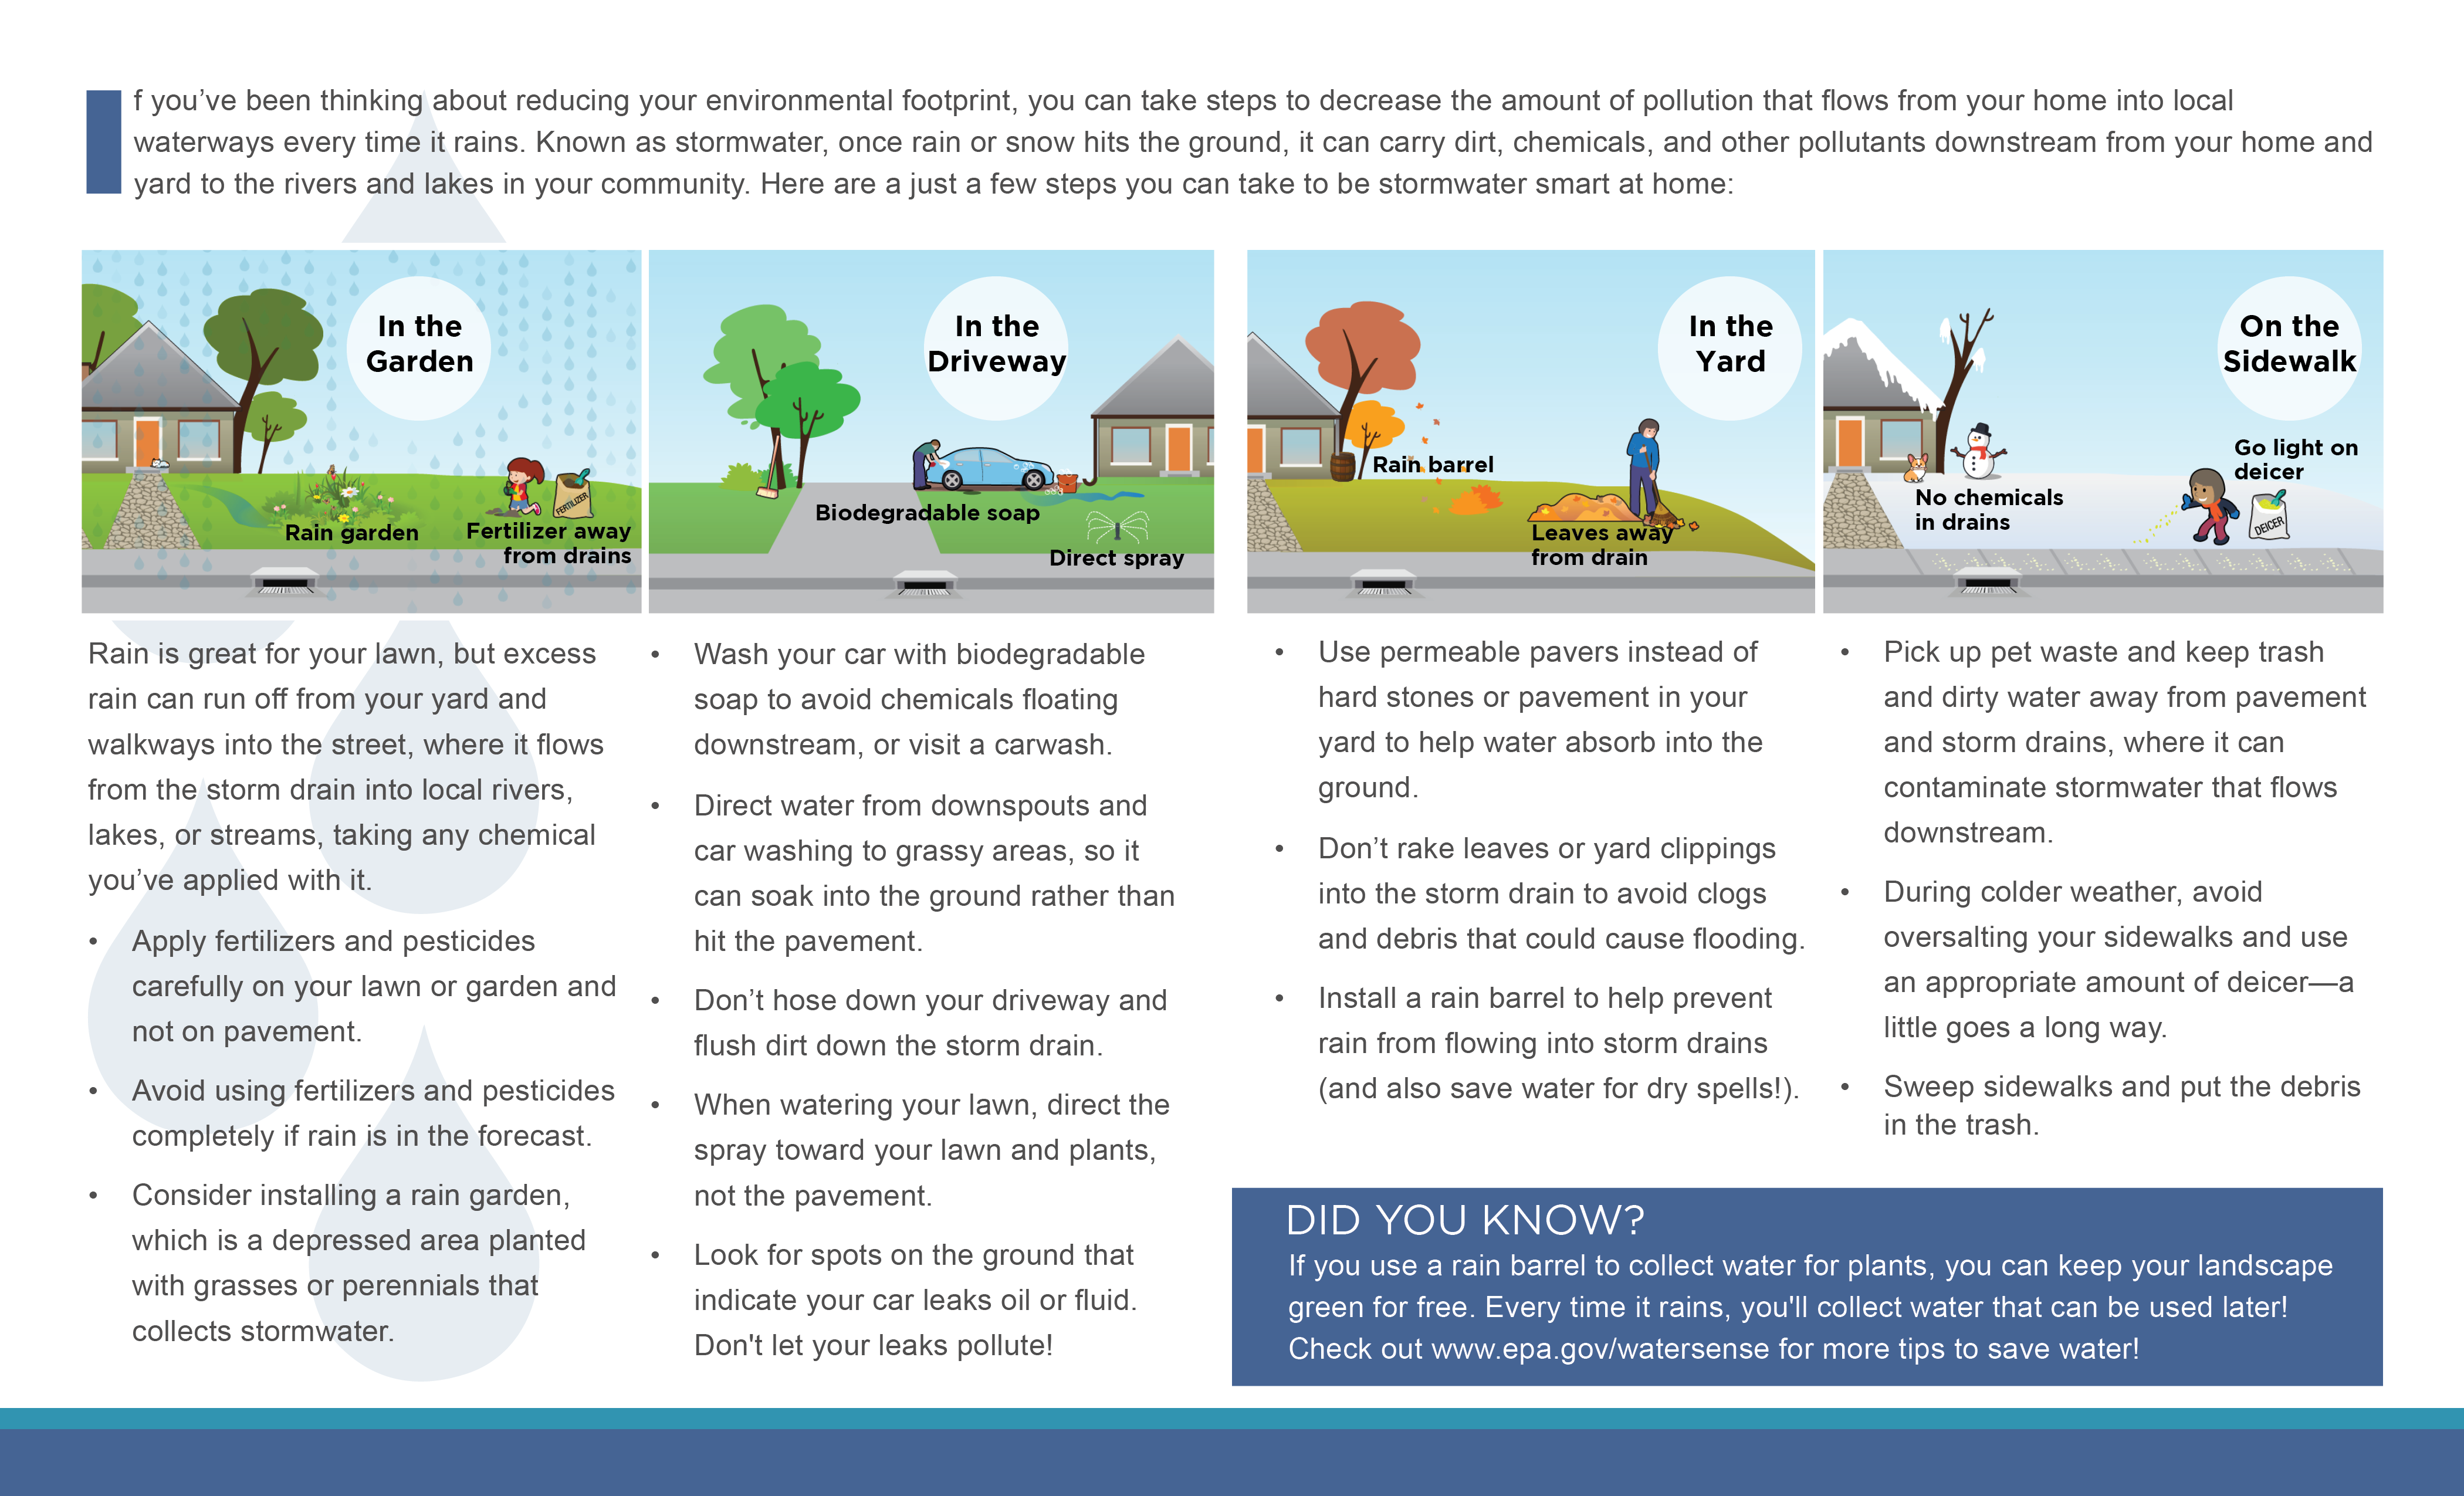 If you’ve been thinking about reducing your environmental footprint, you can take steps to decrease the amount of pollution that flows from your home into local
waterways every time it rains. Known as stormwater, once rain or snow hits the ground, it can carry dirt, chemicals, and other pollutants downstream from your home and
yard to the rivers and lakes in your community. Here are a just a few steps you can take to be stormwater smart at home:
In the
Garden
Rain garden
Fertilizer away
from drains
FERTILIZER
Rain is great for your lawn, but excess
rain can run off from your yard and
walkways into the street, where it flows
from the storm drain into local rivers,
lakes, or streams, taking any chemical
you’ve applied with it.
• Apply fertilizers and pesticides
carefully on your lawn or garden and
not on pavement.
• Avoid using fertilizers and pesticides
completely if rain is in the forecast.
• Consider installing a rain garden,
which is a depressed area planted
with grasses or perennials that
collects stormwater.
In the
Driveway
Biodegradable soap
Direct spray
• Wash your car with biodegradable
soap to avoid chemicals floating
downstream, or visit a carwash.
• Direct water from downspouts and
car washing to grassy areas, so it
can soak into the ground rather than
hit the pavement.
• Don’t hose down your driveway and
flush dirt down the storm drain.
• When watering your lawn, direct the
spray toward your lawn and plants,
not the pavement.
• Look for spots on the ground that
indicate your car leaks oil or fluid.
Don't let your leaks pollute!
In the
Yard
Rain barrel
Leaves away
from drain
• Use permeable pavers instead of
hard stones or pavement in your
yard to help water absorb into the
ground.
• Don’t rake leaves or yard clippings
into the storm drain to avoid clogs
and debris that could cause flooding.
• Install a rain barrel to help prevent
rain from flowing into storm drains
(and also save water for dry spells!).
On the
Sidewalk
Go light on
deicer
No chemicals
in drains
DEICER
• Pick up pet waste and keep trash
and dirty water away from pavement
and storm drains, where it can
contaminate stormwater that flows
downstream.
• During colder weather, avoid
oversalting your sidewalks and use
an appropriate amount of deicer—a
little goes a long way.
• Sweep sidewalks and put the debris
in the trash.
DID YOU KNOW?
If you use a rain barrel to collect water for plants, you can keep your landscape
green for free. Every time it rains, you'll collect water that can be used later!
Check out www.epa.gov/watersense for more tips to save water!